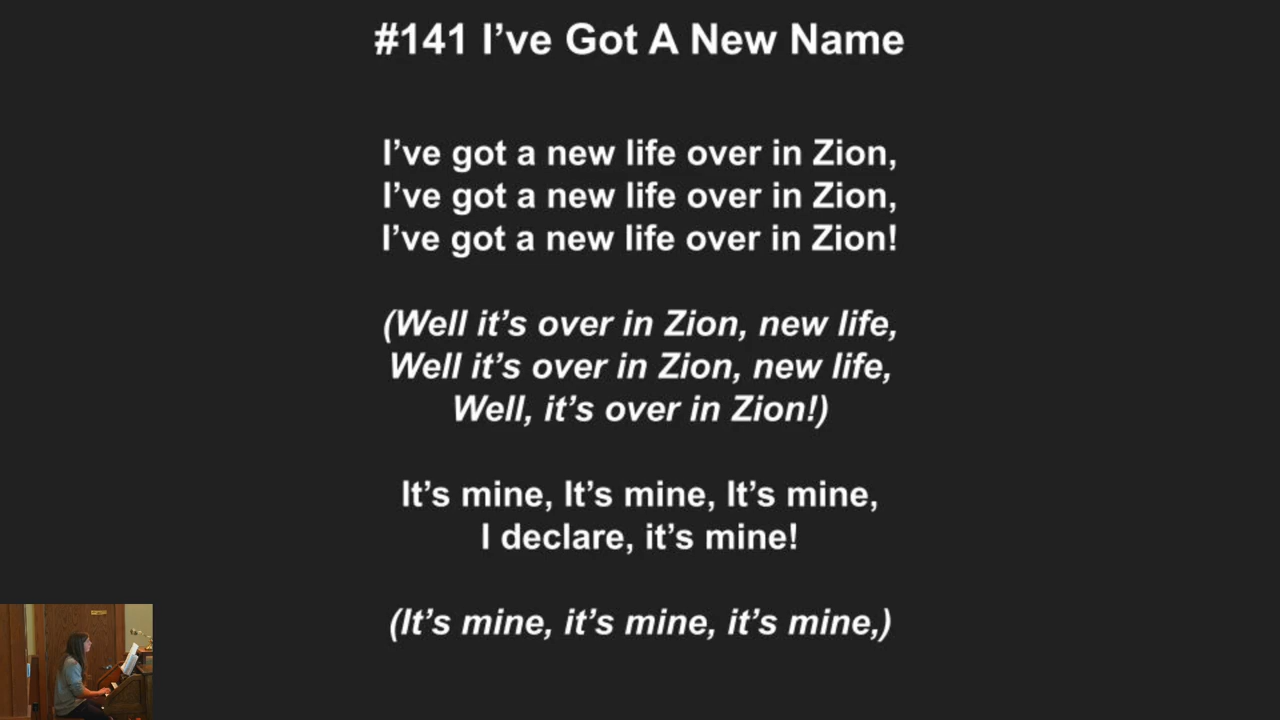 #141 I’ve Got A New Name
I’ve got a new life over in Zion,
I’ve got a new life over in Zion,
I’ve got a new life over in Zion!
(Well it’s over in Zion, new life,
Well it’s over in Zion, new life,
Well, it’s over in Zion!)
It’s mine, It’s mine, It’s mine,
I declare, it’s mine!
(It’s mine, it’s mine, it’s mine,)